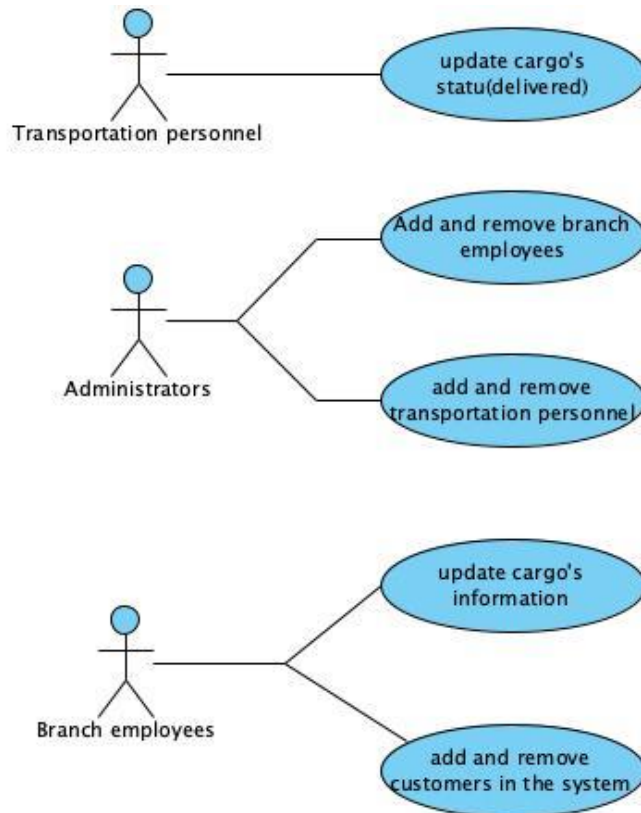 update cargo's
statu(delivered)
Transportation personnel
Add and remove branch
employees
Administrators
add and remove
transportation personnel
update cargo's
information
Branch employees
add and remove
customers in the system